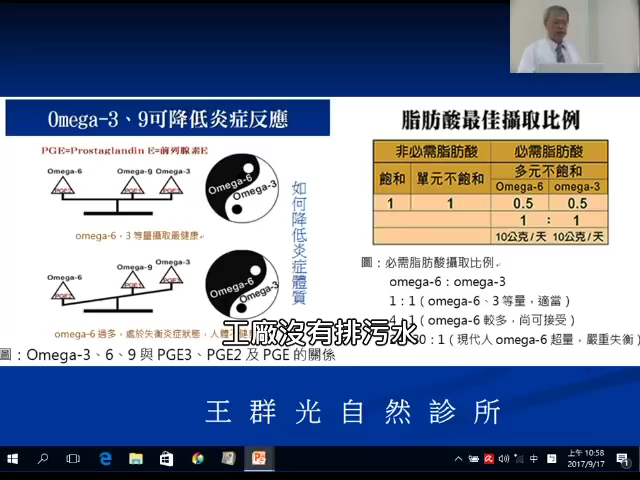 Omega-3、9可降低炎症反應
PGE=Prostaglandin E=前列腺素E
Omega-6
Omega-9 Omega-3
Omega-6
Omega-3
omega-6，3 等量攝取最健康
Omega-6
Omega-9
Omega-3
Omega-6
Omega-3
omega-6 過多，處於失衡炎症狀態，人體不健
如何降低炎症體質
圖：Omega-3、6、9 與 PGE3、PGE2 及 PGE 的關係
脂肪酸最佳攝取比例
非必需脂肪酸 必需脂肪酸
飽和 單元不飽和 多元不飽和
Omega-6 omega-3
1 1 0.5 0.5
1 : 1
10公克/天 10公克/天
圖：必需脂肪酸攝取比例
omega-6：omega-3
1：1（omega-6、3 等量，適當）
：1（omega-6 較多，尚可接受）
30：1（現代人 omega-6 超量，嚴重失衡）
工廠沒有排污水
王群光自然診所
中
上午 10:58
2017/9/17